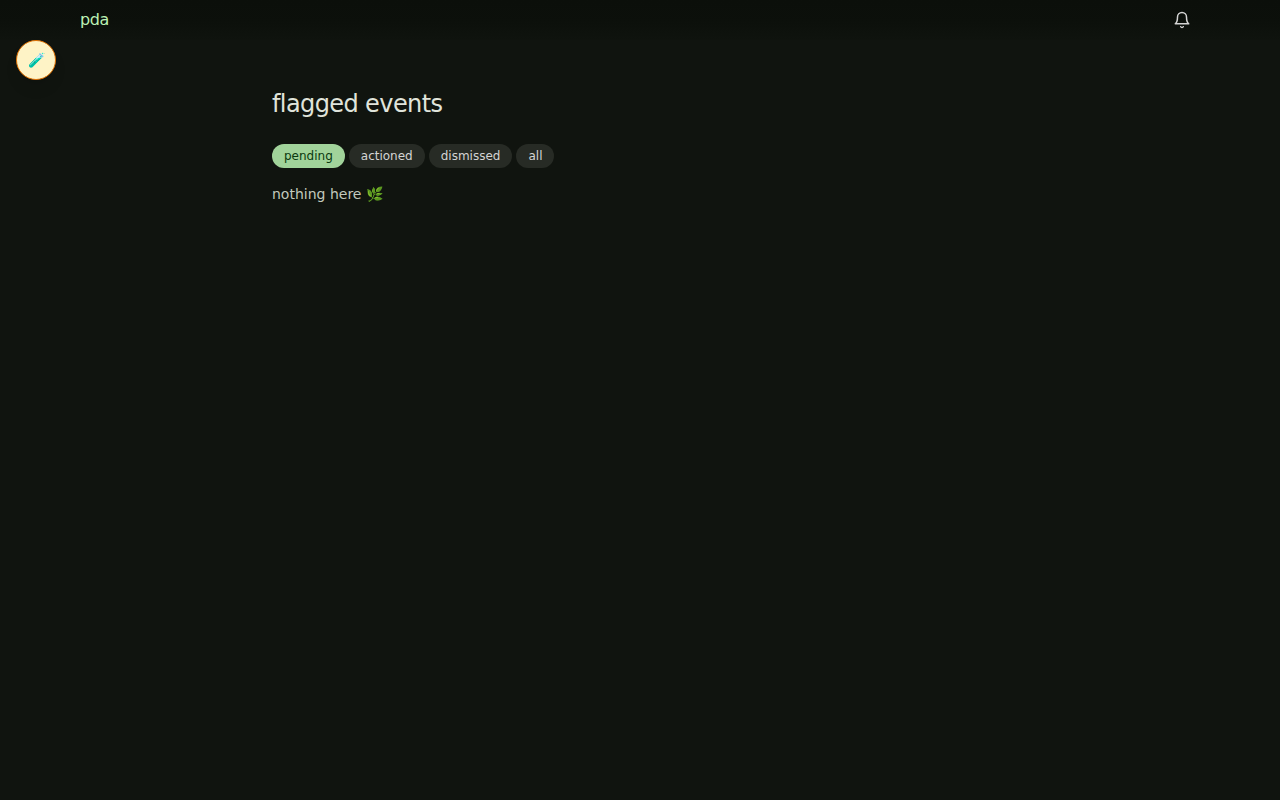 pda
flagged events
pending actioned dismissed all
nothing here 🌿